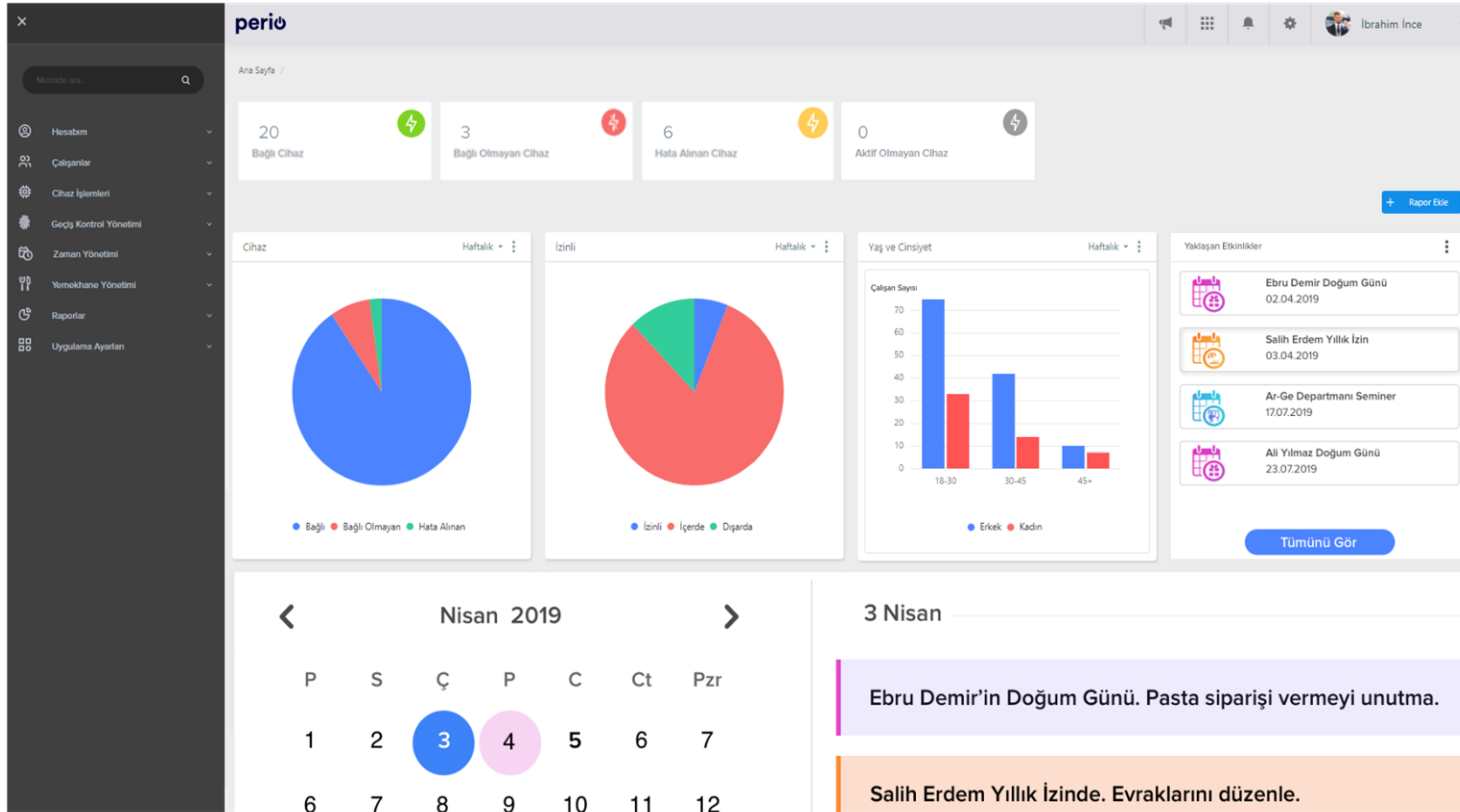 perio
İbrahim İnce
Menüde ara...
Hesabım
Çalışanlar
Cihaz İşlemleri
Geçiş Kontrol Yönetimi
Zaman Yönetimi
Yemekhane Yönetimi
Raporlar
Uygulama Ayarları
Ana Sayfa /
20
Bağlı Cihaz
3
Bağlı Olmayan Cihaz
6
Hata Alınan Cihaz
0
Aktif Olmayan Cihaz
+ Rapor Ekle
Cihaz Haftalık
Bağlı Bağlı Olmayan Hata Alınan
İzinli Haftalık
İzinli İçerde Dışarda
Yaş ve Cinsiyet Haftalık
Çalışan Sayısı
70
60
50
40
30
20
10
0
18-30 30-45 45+
Erkek Kadın
Yaklaşan Etkinlikler
Ebru Demir Doğum Günü
02.04.2019
Salih Erdem Yıllık İzin
03.04.2019
Ar-Ge Departmanı Seminer
17.07.2019
Ali Yılmaz Doğum Günü
23.07.2019
Tümünü Gör
Nisan 2019
P S Ç P C Ct Pzr
1 2 3 4 5 6 7
6 7 8 9 10 11 12
3 Nisan
Ebru Demir’in Doğum Günü. Pasta siparişi vermeyi unutma.
Salih Erdem Yıllık İzinde. Evraklarını düzenle.